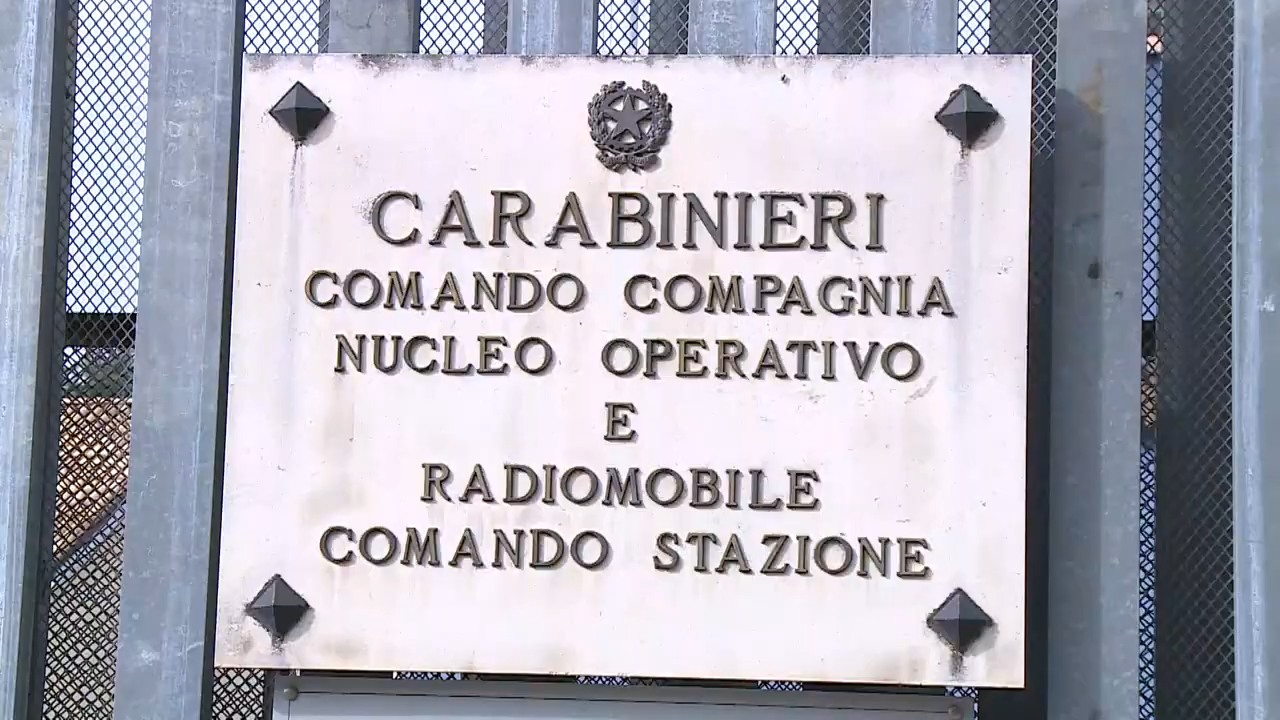 CARABINIERI
COMANDO COMPAGNIA
NUCLEO OPERATIVO
E
RADIOMOBILE
COMANDO STAZIONE